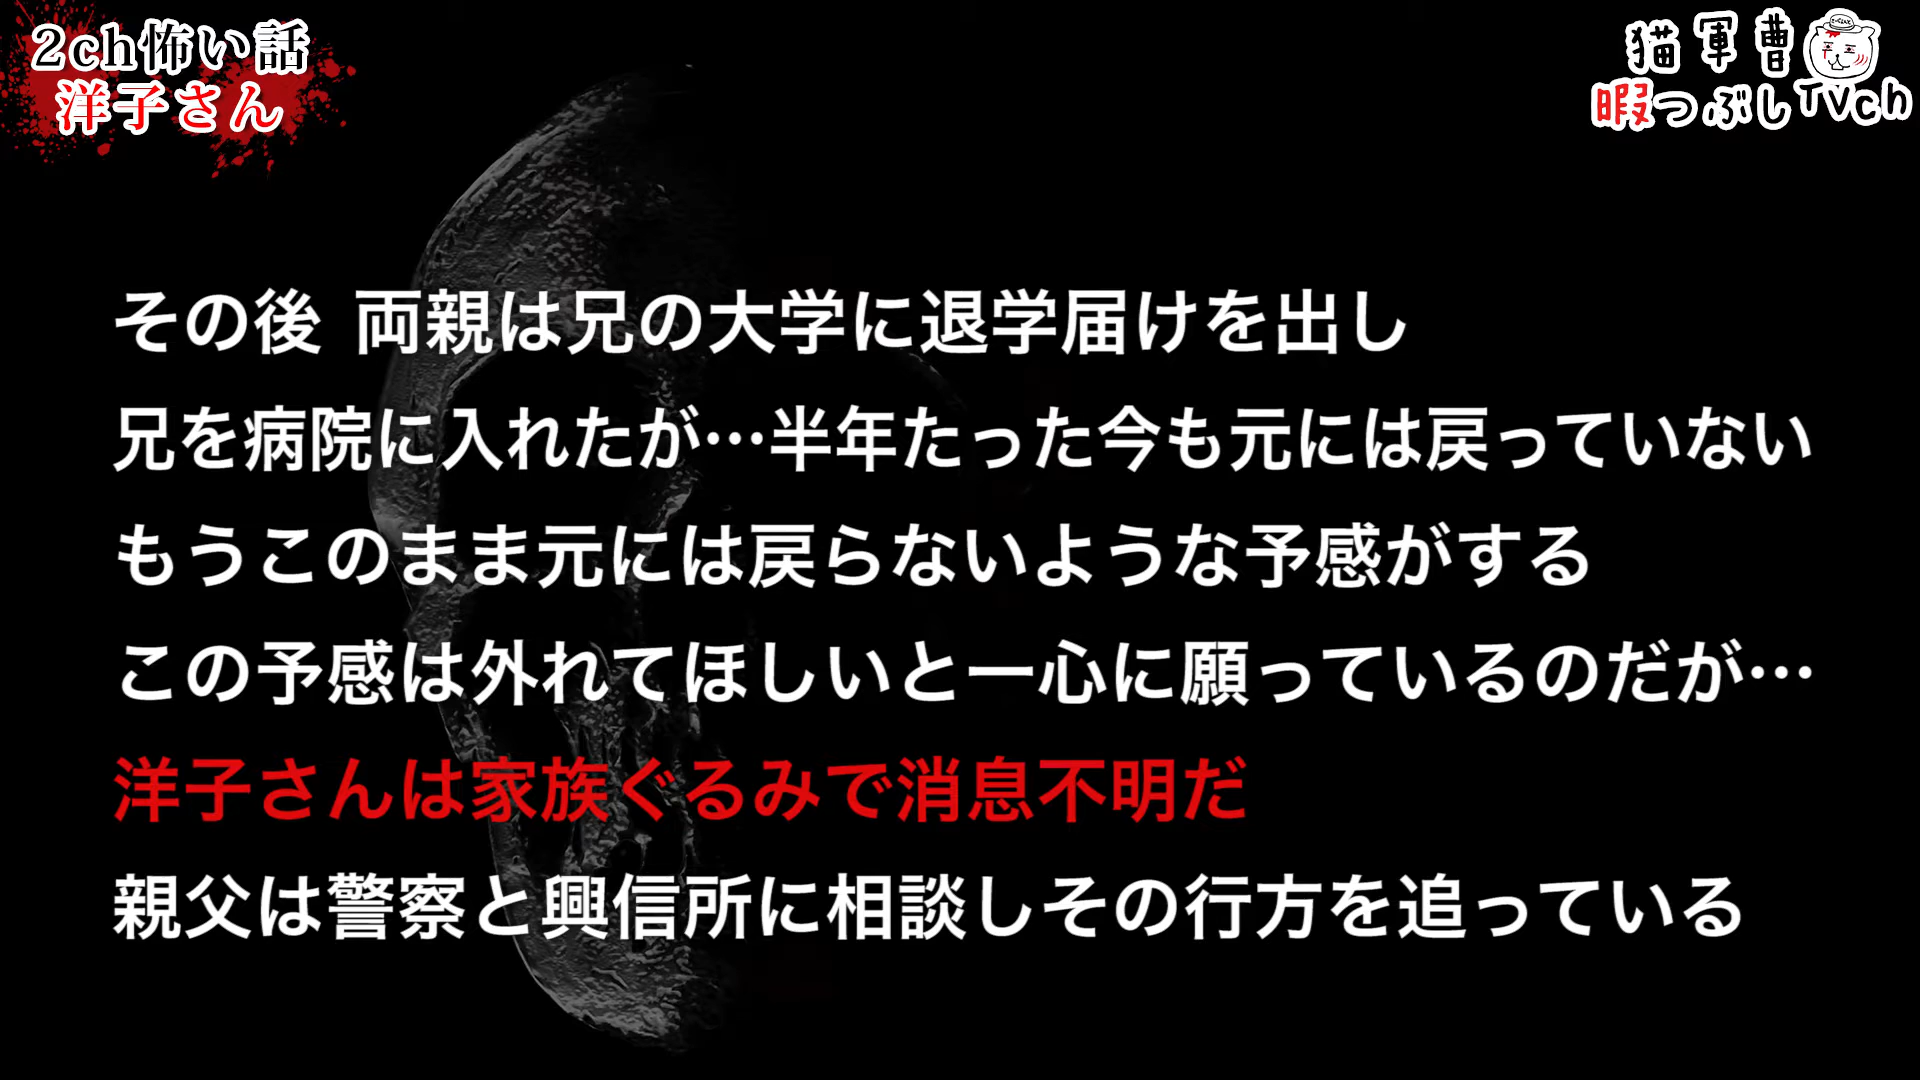 2ch怖い話
洋子さん
猫軍曹
暇つぶしTVch
その後 両親は兄の大学に退学届けを出し
兄を病院に入れたが…半年たった今も元には戻っていない
もうこのまま元には戻らないような予感がする
この予感は外れてほしいと一心に願っているのだが…
洋子さんは家族ぐるみで消息不明だ
親父は警察と興信所に相談しその行方を追っている